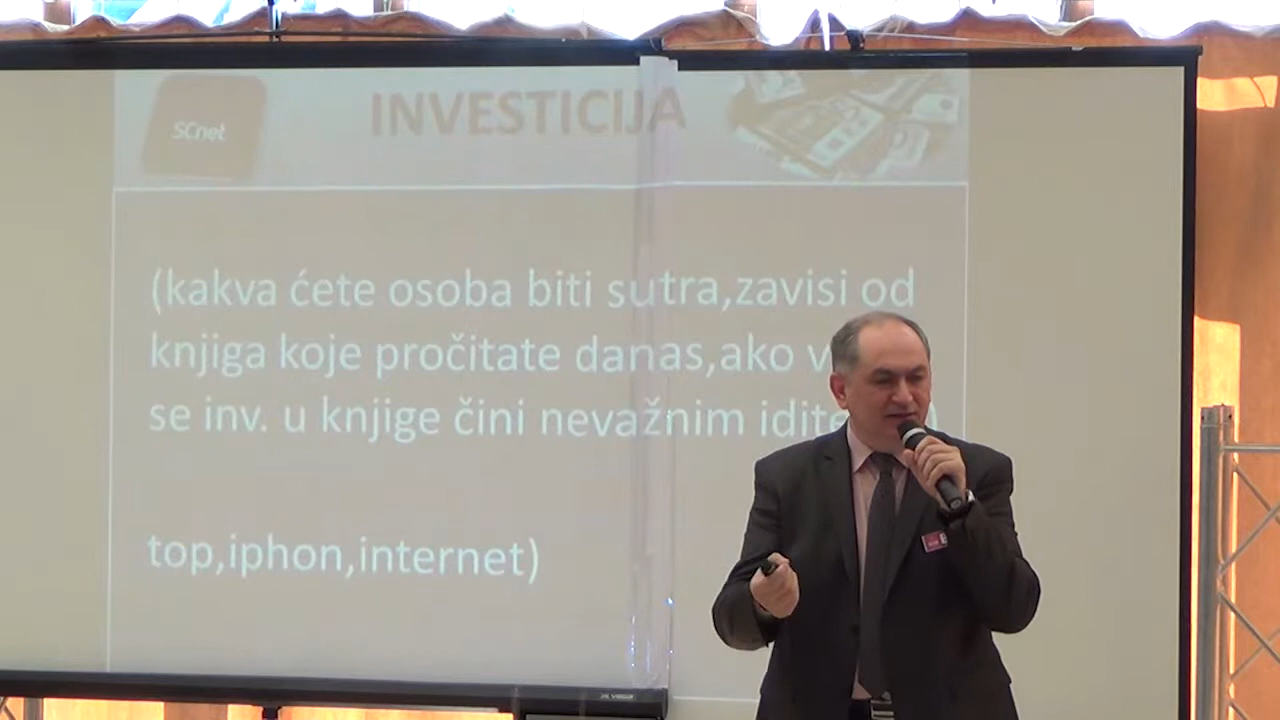 SCnet
INVESTICIJA
(kakva ćete osoba biti sutra,zavisi od
knjiga koje pročitate danas,ako
se inv. u knjige čini nevažnim idite
top,iphon,internet)